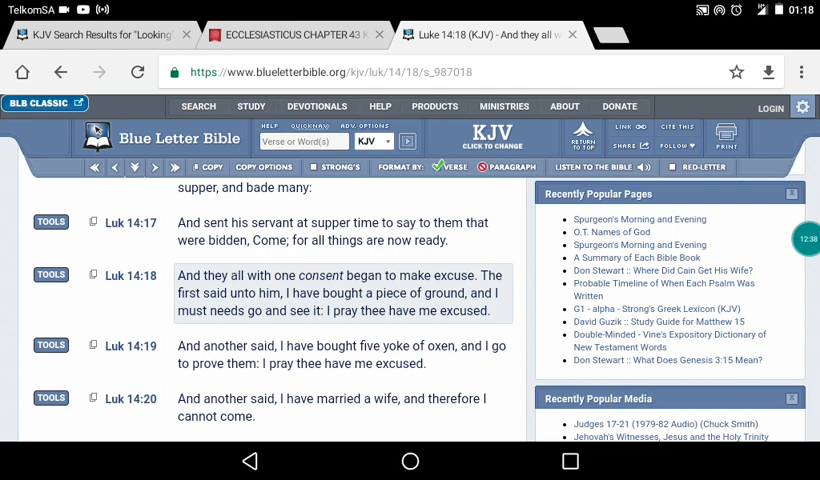 TelkomSA 01:18
KJV Search Results for "Looking" ECCLESIASTICUS CHAPTER 43 K Luke 14:18 (KJV) - And they all w
https://www.blueletterbible.org/kjv/luk/14/18/s_987018
BLB CLASSIC SEARCH STUDY DEVOTIONALS HELP PRODUCTS MINISTRIES ABOUT DONATE LOGIN
HELP QUICKNAV ADV. OPTIONS
Blue Letter Bible Verse or Word(s) KJV
KJV
CLICK TO CHANGE
RETURN
TO TOP
LINK CITE THIS
SHARE FOLLOW PRINT
COPY COPY OPTIONS STRONG'S FORMAT BY: VERSE PARAGRAPH LISTEN TO THE BIBLE RED-LETTER
supper, and bade many:
TOOLS Luk 14:17 And sent his servant at supper time to say to them that
were bidden, Come; for all things are now ready.
TOOLS Luk 14:18 And they all with one consent began to make excuse. The
first said unto him, I have bought a piece of ground, and I
must needs go and see it: I pray thee have me excused.
TOOLS Luk 14:19 And another said, I have bought five yoke of oxen, and I go
to prove them: I pray thee have me excused.
TOOLS Luk 14:20 And another said, I have married a wife, and therefore I
cannot come.
Recently Popular Pages X
Spurgeon's Morning and Evening
O.T. Names of God
Spurgeon's Morning and Evening
A Summary of Each Bible Book
Don Stewart :: Where Did Cain Get His Wife?
Probable Timeline of When Each Psalm Was
Written
G1 - alpha - Strong's Greek Lexicon (KJV)
David Guzik :: Study Guide for Matthew 15
Double-Minded - Vine's Expository Dictionary of
New Testament Words
Don Stewart :: What Does Genesis 3:15 Mean?
Recently Popular Media X
Judges 17-21 (1979-82 Audio) (Chuck Smith)
Jehovah's Witnesses, Jesus and the Holy Trinity
12:38